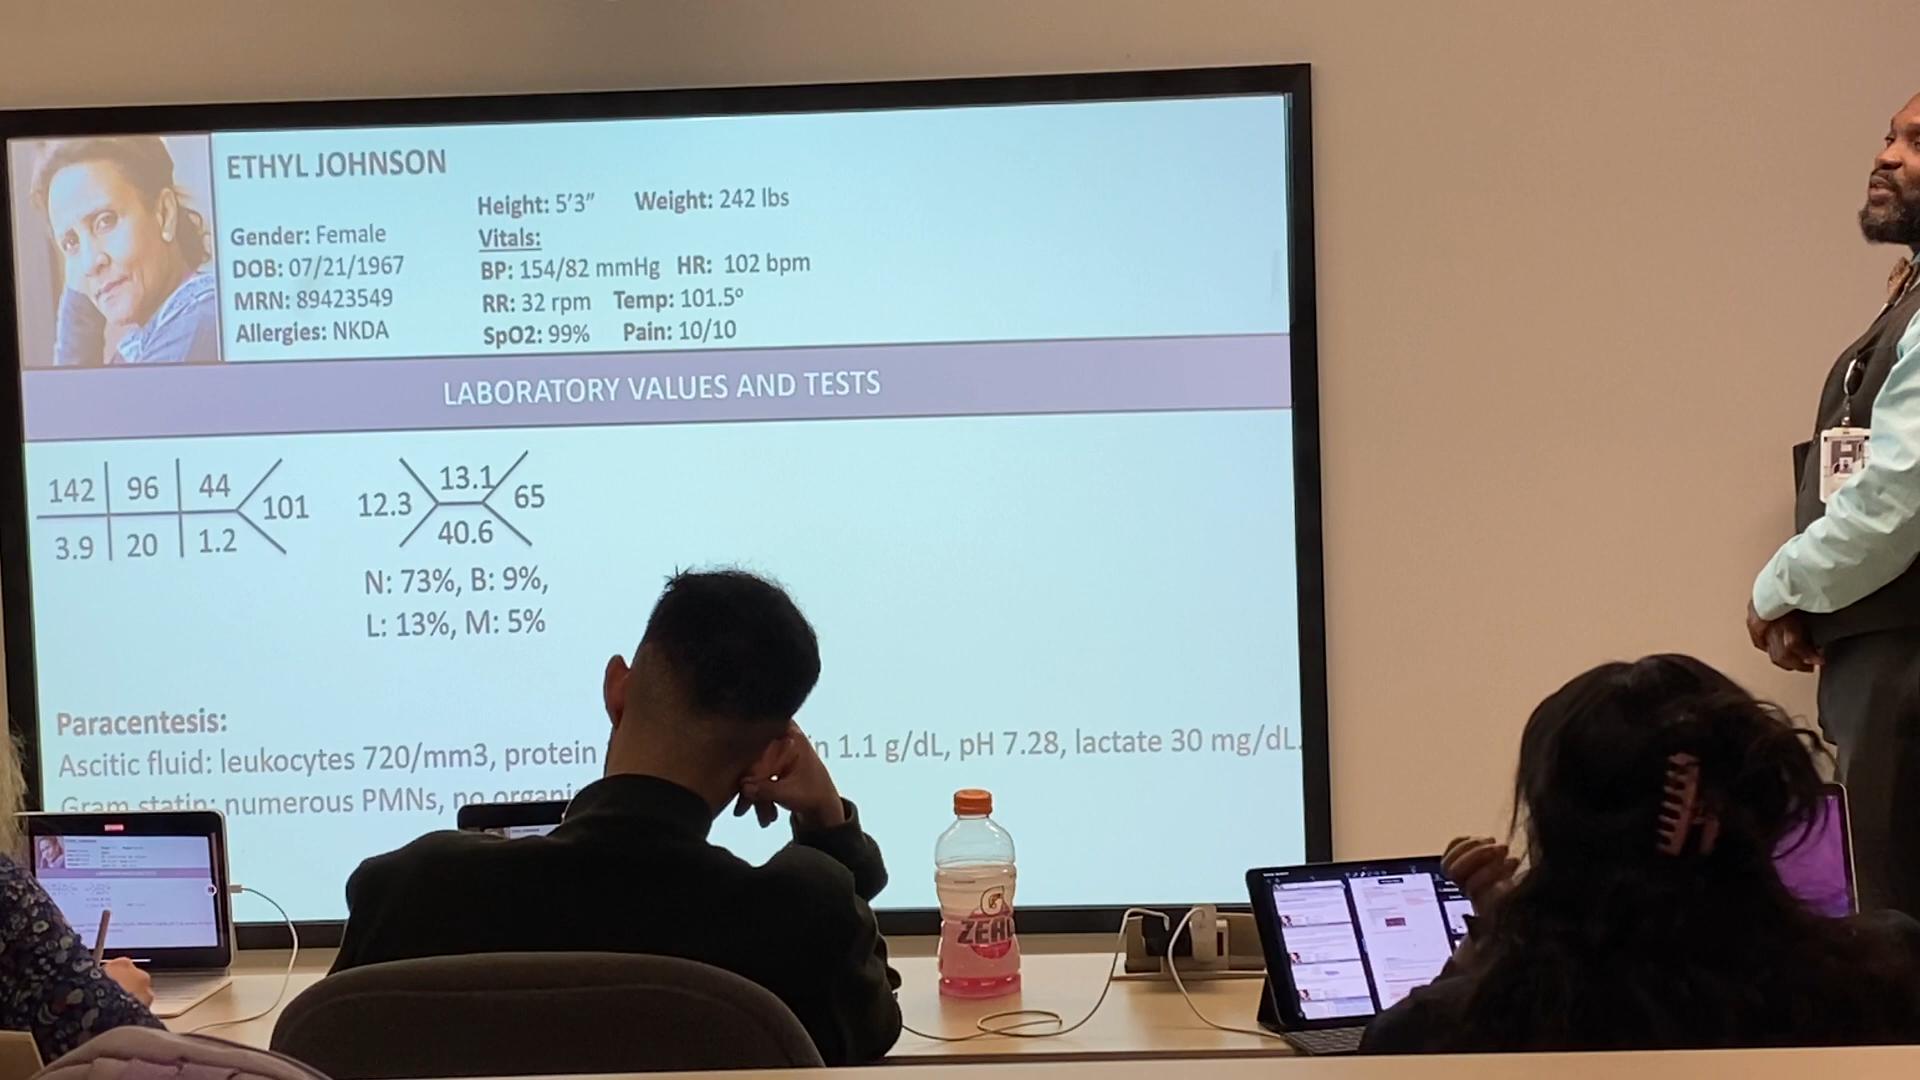 ETHYL JOHNSON
Height: 5’3” Weight: 242 lbs
Gender: Female
Vitals:
DOB: 07/21/1967
BP: 154/82 mmHg HR: 102 bpm
MRN: 89423549
RR: 32 rpm Temp: 101.5º
Allergies: NKDA
SpO2: 99% Pain: 10/10
LABORATORY VALUES AND TESTS
142 96 44 101
3.9 20 1.2
13.1
12.3 65
40.6
N: 73%, B: 9%,
L: 13%, M: 5%
Paracentesis:
Ascitic fluid: leukocytes 720/mm3, protein 1.1 g/dL, pH 7.28, lactate 30 mg/dL.
Gram statin: numerous PMNs, no
G
ZERO